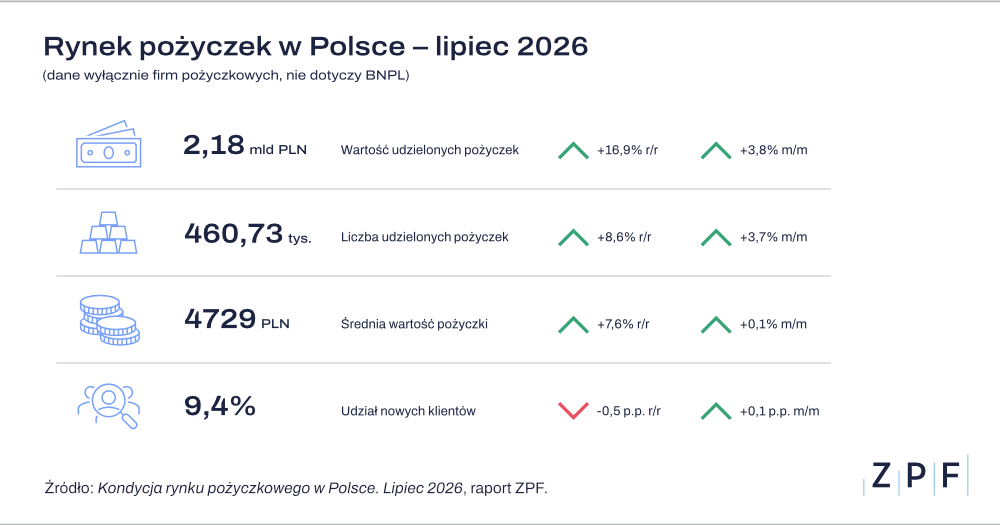 Rynek pożyczek w Polsce – lipiec 2026
(dane wyłącznie firm pożyczkowych, nie dotyczy BNPL)
2,18 mld PLN Wartość udzielonych pożyczek +16,9% r/r +3,8% m/m
460,73 tys. Liczba udzielonych pożyczek +8,6% r/r +3,7% m/m
4729 PLN Średnia wartość pożyczki +7,6% r/r +0,1% m/m
9,4% Udział nowych klientów -0,5 p.p. r/r +0,1 p.p. m/m
Źródło: Kondycja rynku pożyczkowego w Polsce. Lipiec 2026, raport ZPF.
ZPF